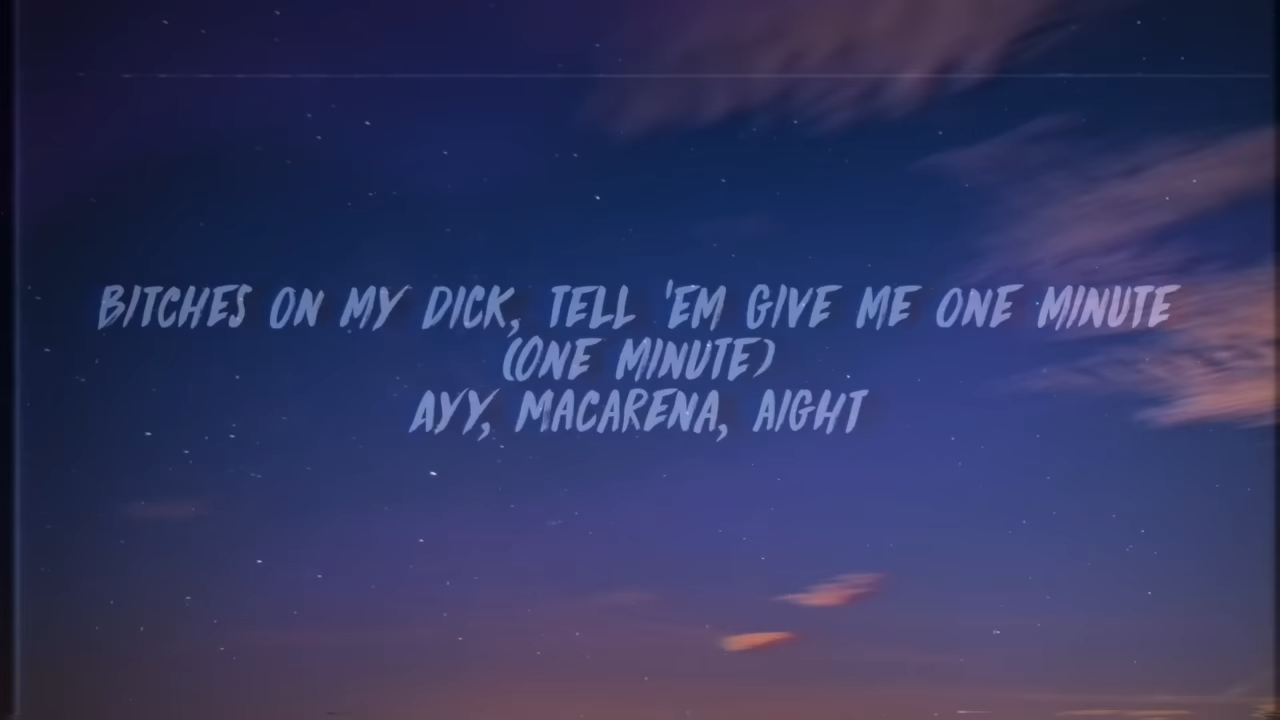 BITCHES ON MY DICK, TELL 'EM GIVE ME ONE MINUTE
(ONE MINUTE)
AYY, MACARENA, AIGHT